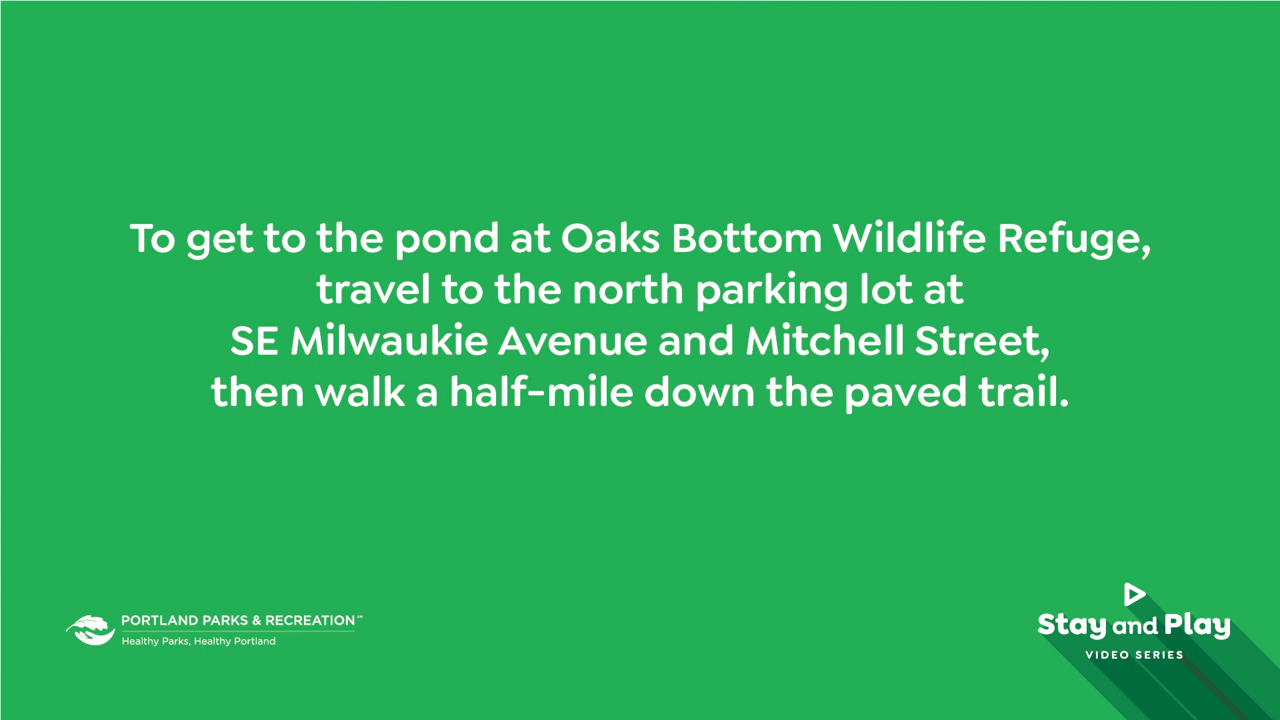 To get to the pond at Oaks Bottom Wildlife Refuge,
travel to the north parking lot at
SE Milwaukie Avenue and Mitchell Street,
then walk a half-mile down the paved trail.
PORTLAND PARKS & RECREATION℠
Healthy Parks, Healthy Portland
Stay and Play
VIDEO SERIES